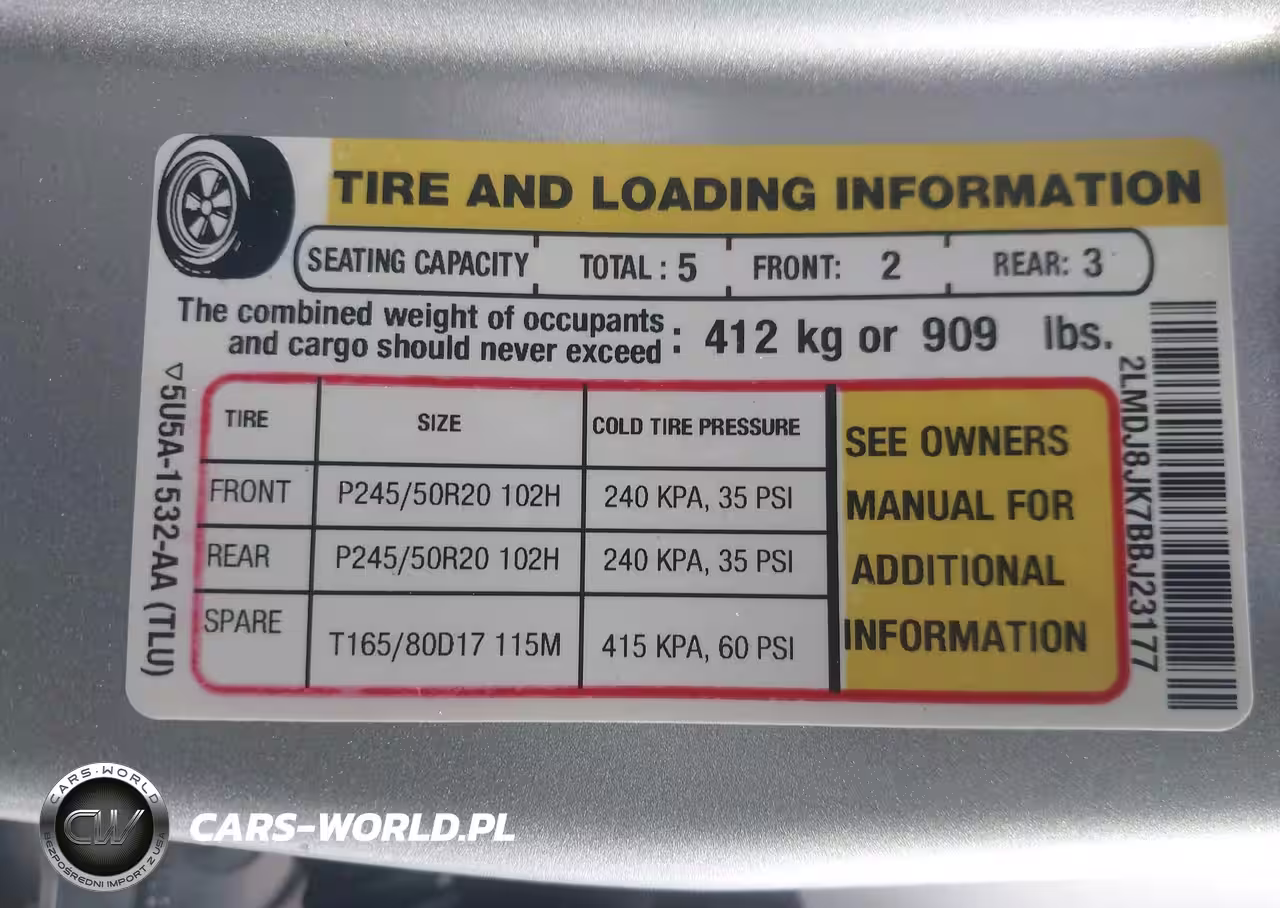 TIRE AND LOADING INFORMATION
SEATING CAPACITY TOTAL : 5 FRONT: 2 REAR: 3
The combined weight of occupants
and cargo should never exceed : 412 kg or 909 lbs.
TIRE SIZE COLD TIRE PRESSURE
FRONT P245/50R20 102H 240 KPA, 35 PSI
REAR P245/50R20 102H 240 KPA, 35 PSI
SPARE T165/80D17 115M 415 KPA, 60 PSI
SEE OWNERS
MANUAL FOR
ADDITIONAL
INFORMATION
▽5U5A-1532-AA (TLU)
2LMDJ8JK7BBJ23177
CARS-WORLD
CW
BEZPOŚREDNI IMPORT Z USA
CARS-WORLD.PL